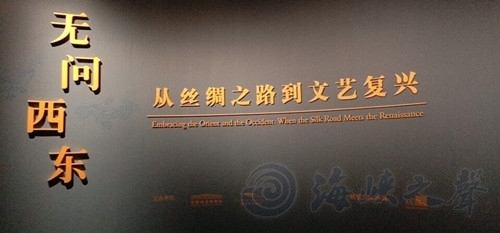 无问
西东
从丝绸之路到文艺复兴
Embracing the Orient and the Occident: When the Silk Road Meets the Renaissance
海峡之聲